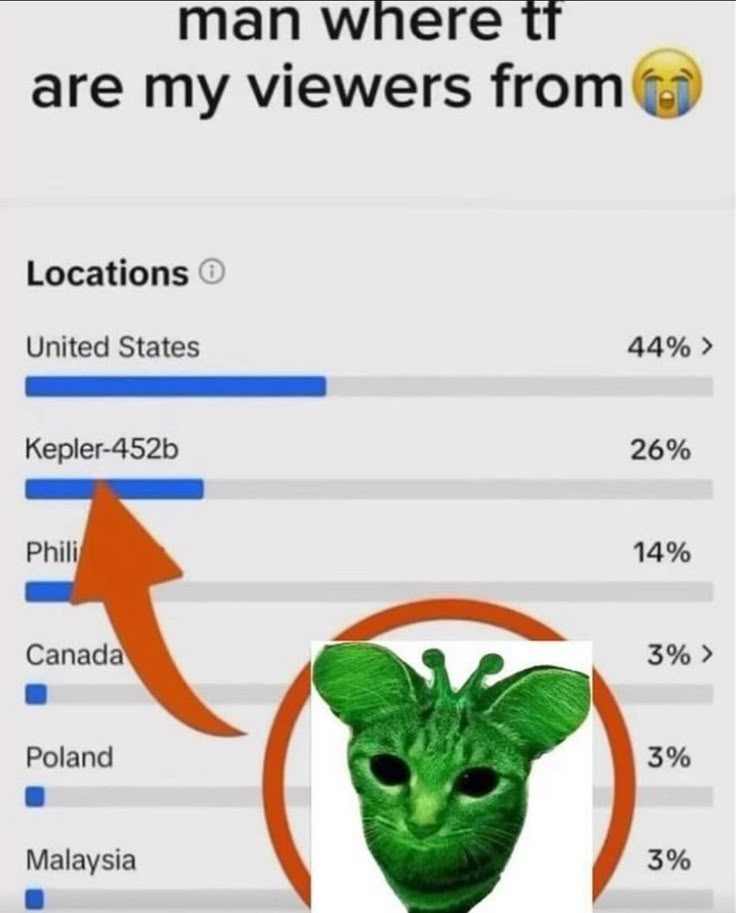 man where tf
are my viewers from😭
Locations
United States 44% >
Kepler-452b 26%
Phili 14%
Canada 3% >
Poland 3%
Malaysia 3%